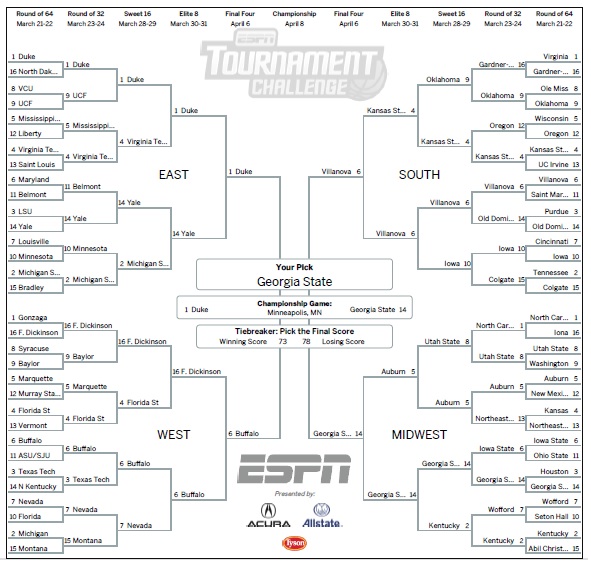 Round of 64 Round of 32 Sweet 16 Elite 8 Final Four Championship Final Four Elite 8 Sweet 16 Round of 32 Round of 64
March 21-22 March 23-24 March 28-29 March 30-31 April 6 April 8 April 6 March 30-31 March 28-29 March 23-24 March 21-22
ESPN
TOURNAMENT
CHALLENGE
EAST
1 Duke
16 North Dak...
8 VCU
9 UCF
5 Mississippi...
12 Liberty
4 Virginia Te...
13 Saint Louis
6 Maryland
11 Belmont
3 LSU
14 Yale
7 Louisville
10 Minnesota
2 Michigan S...
15 Bradley
1 Duke
9 UCF
5 Mississippi...
4 Virginia Te...
11 Belmont
14 Yale
10 Minnesota
2 Michigan S...
1 Duke
4 Virginia Te...
14 Yale
2 Michigan S...
1 Duke
14 Yale
1 Duke
WEST
1 Gonzaga
16 F. Dickinson
8 Syracuse
9 Baylor
5 Marquette
12 Murray Sta...
4 Florida St
13 Vermont
6 Buffalo
11 ASU/SJU
3 Texas Tech
14 N Kentucky
7 Nevada
10 Florida
2 Michigan
15 Montana
16 F. Dickinson
9 Baylor
5 Marquette
4 Florida St
6 Buffalo
3 Texas Tech
7 Nevada
15 Montana
16 F. Dickinson
4 Florida St
6 Buffalo
7 Nevada
16 F. Dickinson
6 Buffalo
6 Buffalo
Your Pick
Georgia State
Championship Game:
1 Duke Minneapolis, MN Georgia State 14
Tiebreaker: Pick the Final Score
Winning Score 73 78 Losing Score
SOUTH
Virginia 1
Gardner-... 16
Ole Miss 8
Oklahoma 9
Wisconsin 5
Oregon 12
Kansas St... 4
UC Irvine 13
Villanova 6
Saint Mar... 11
Purdue 3
Old Domi... 14
Cincinnati 7
Iowa 10
Tennessee 2
Colgate 15
Gardner-... 16
Oklahoma 9
Oregon 12
Kansas St... 4
Villanova 6
Old Domi... 14
Iowa 10
Colgate 15
Oklahoma 9
Kansas St... 4
Villanova 6
Iowa 10
Kansas St... 4
Villanova 6
Villanova 6
MIDWEST
North Car... 1
Iona 16
Utah State 8
Washington 9
Auburn 5
New Mexic... 12
Kansas 4
Northeast... 13
Iowa State 6
Ohio State 11
Houston 3
Georgia S... 14
Wofford 7
Seton Hall 10
Kentucky 2
Abil Christ... 15
North Car... 1
Utah State 8
Auburn 5
Northeast... 13
Iowa State 6
Georgia S... 14
Wofford 7
Kentucky 2
Utah State 8
Auburn 5
Georgia S... 14
Kentucky 2
Auburn 5
Georgia S... 14
Georgia S... 14
ESPN
Presented by:
ACURA Allstate
Tyson